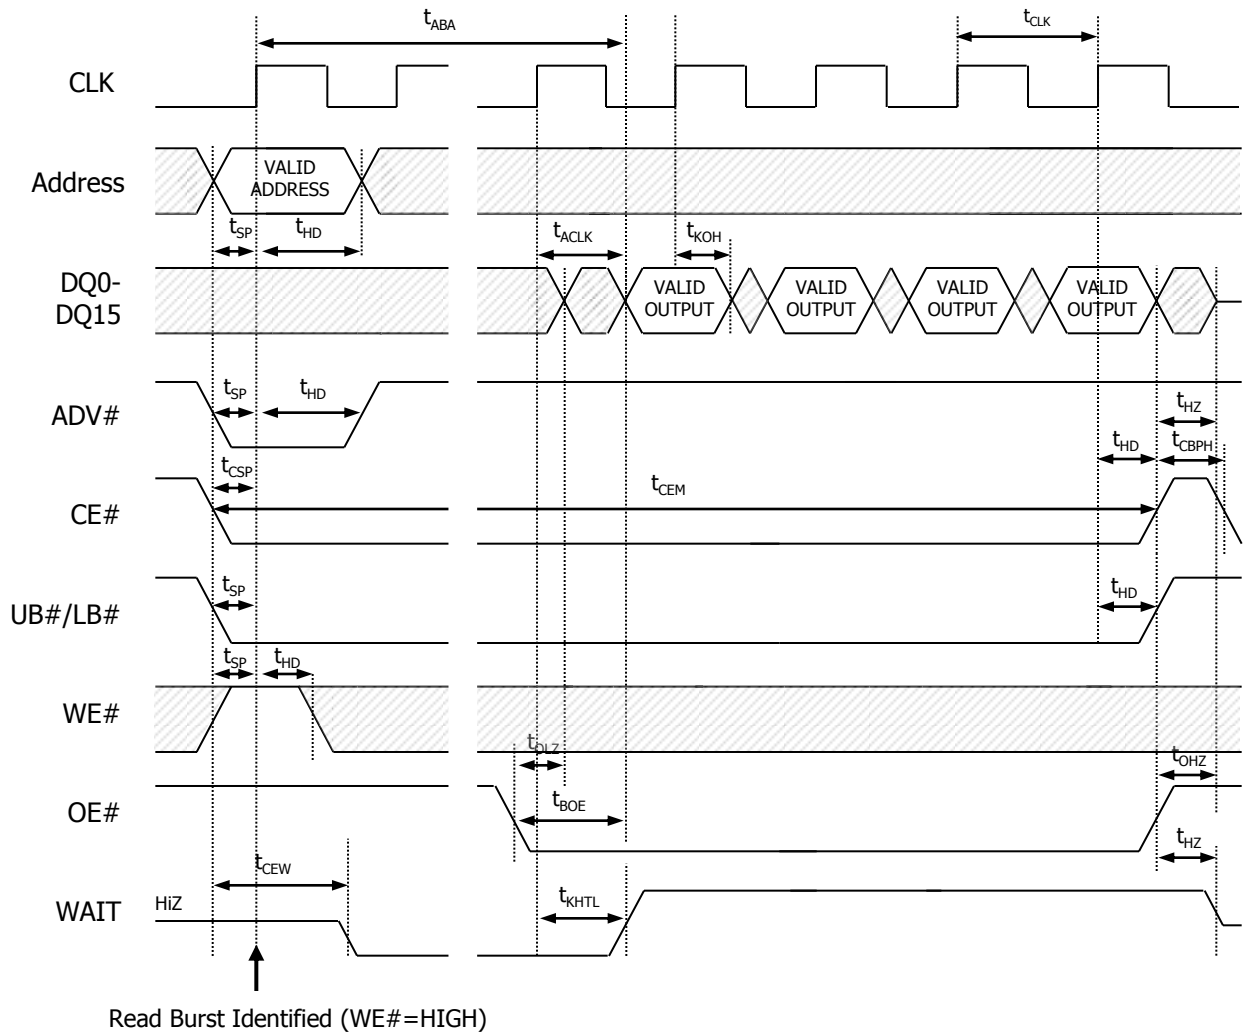 tABA
tCLK
CLK
Address
VALID ADDRESS
tSP
tHD
tACLK
tKOH
DQ0-
DQ15
VALID OUTPUT
VALID OUTPUT
VALID OUTPUT
VALID OUTPUT
ADV#
tSP
tHD
tHZ
tHD
tCBPH
tCSP
CE#
tCEM
UB#/LB#
tSP
tHD
tSP
tHD
WE#
tOLZ
tOHZ
OE#
tBOE
tHZ
tCEW
WAIT
HiZ
tKHTL
Read Burst Identified (WE#=HIGH)